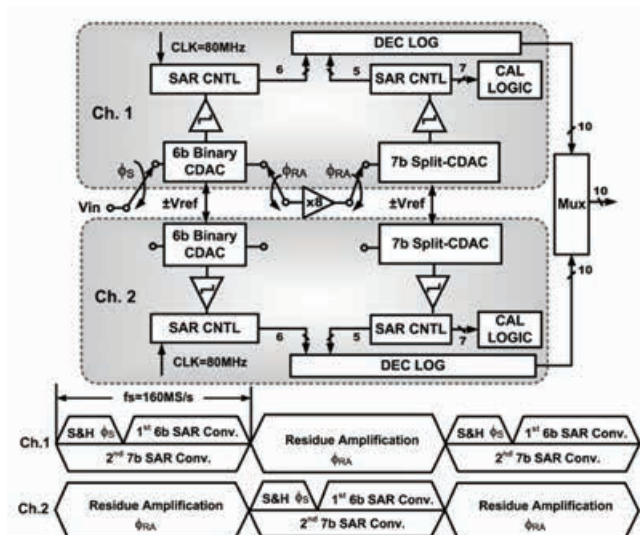 CLK=80MHz
DEC LOG
SAR CNTL
6
5
SAR CNTL
7
CAL LOGIC
Ch. 1
10
ϕS
6b Binary CDAC
ϕRA
ϕRA
7b Split-CDAC
Vin
±Vref
x8
±Vref
Mux
10
6b Binary CDAC
7b Split-CDAC
10
Ch. 2
SAR CNTL
6
5
SAR CNTL
7
CAL LOGIC
CLK=80MHz
DEC LOG
fs=160MS/s
Ch.1
S&H ϕS
1st 6b SAR Conv.
2nd 7b SAR Conv.
Residue Amplification
ϕRA
S&H ϕS
1st 6b SAR Conv.
2nd 7b SAR Conv.
Ch.2
Residue Amplification
ϕRA
S&H ϕS
1st 6b SAR Conv.
2nd 7b SAR Conv.
Residue Amplification
ϕRA